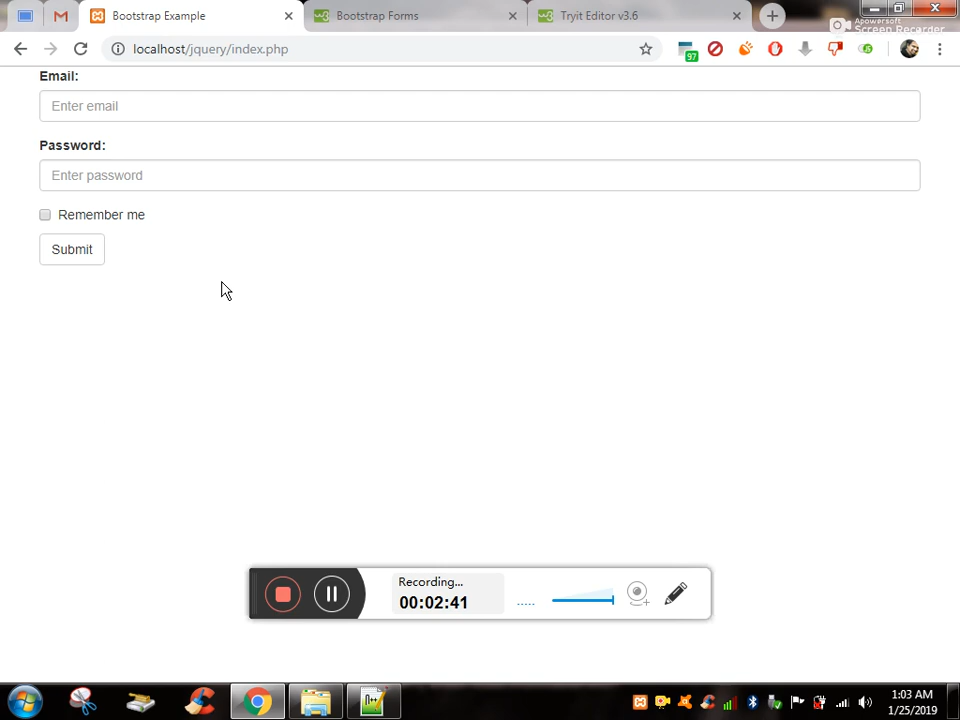 Bootstrap Example
Bootstrap Forms
Tryit Editor v3.6
Apowersoft
Screen Recorder
localhost/jquery/index.php
97
Email:
Enter email
Password:
Enter password
Remember me
Submit
Recording...
00:02:41
1:03 AM
1/25/2019